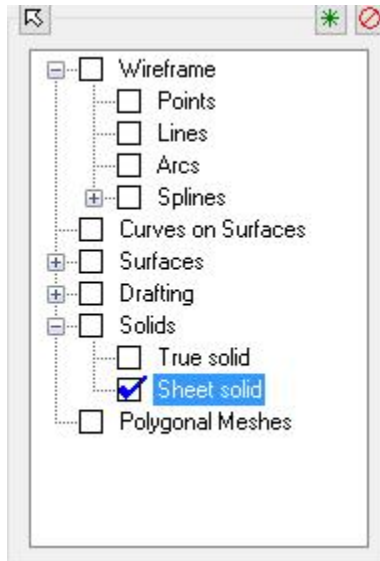 Wireframe
Points
Lines
Arcs
Splines
Curves on Surfaces
Surfaces
Drafting
Solids
True solid
Sheet solid
Polygonal Meshes